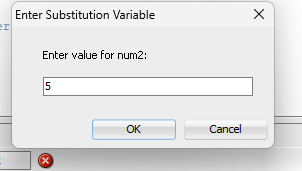 Enter Substitution Variable
Enter value for num2:
5
OK
Cancel